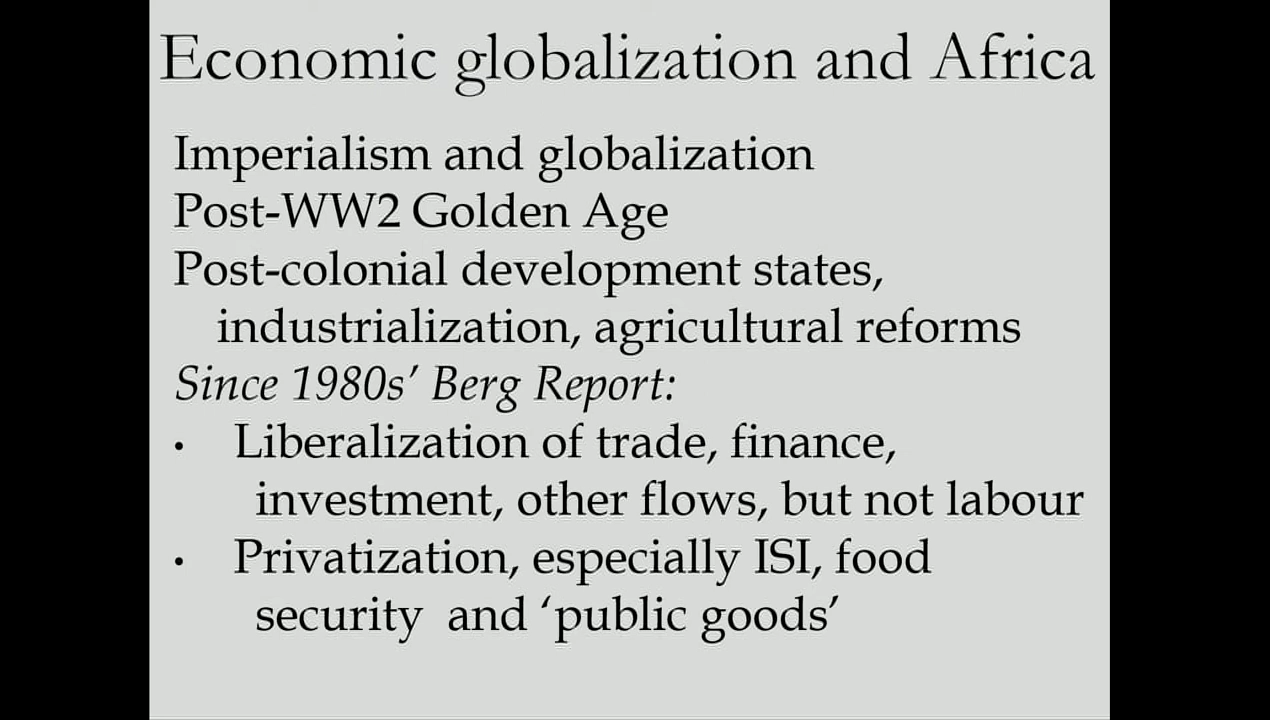 Economic globalization and Africa
Imperialism and globalization
Post-WW2 Golden Age
Post-colonial development states,
industrialization, agricultural reforms
Since 1980s’ Berg Report:
• Liberalization of trade, finance,
investment, other flows, but not labour
• Privatization, especially ISI, food
security and ‘public goods’